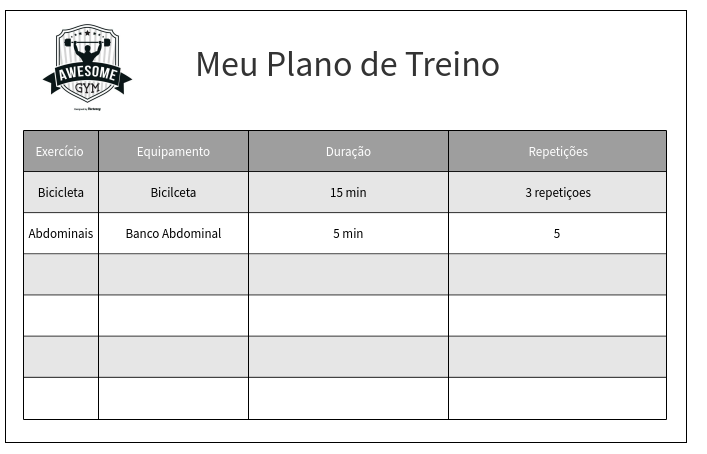 AWESOME
GYM
Meu Plano de Treino
Exercício Equipamento Duração Repetições
Bicicleta Bicilceta 15 min 3 repetiçoes
Abdominais Banco Abdominal 5 min 5